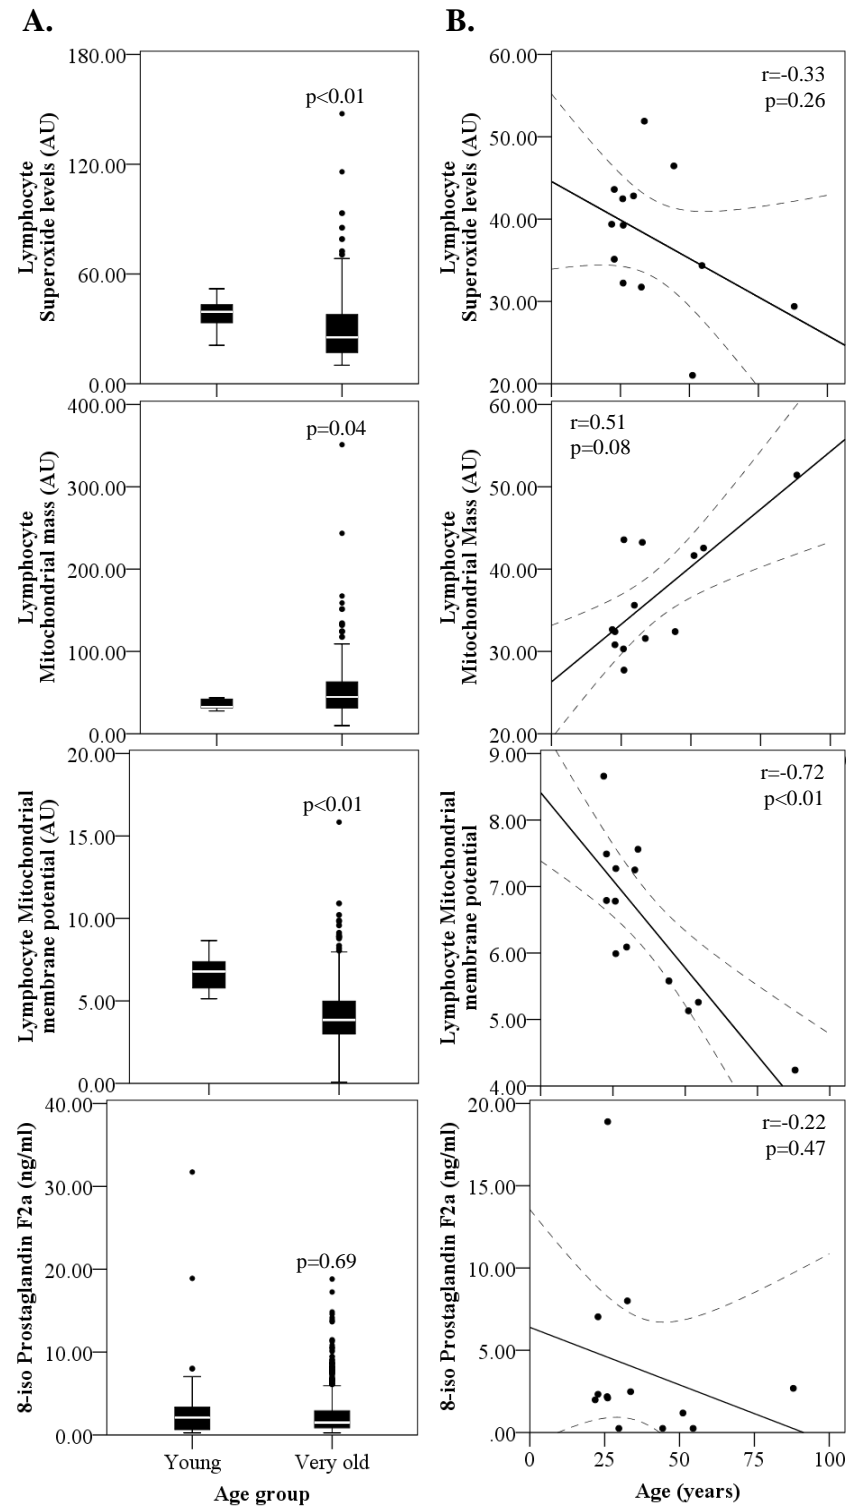 A.
B.
Lymphocyte
Superoxide levels (AU)
180.00
120.00
60.00
0.00
p<0.01
Lymphocyte
Superoxide levels (AU)
60.00
50.00
40.00
30.00
20.00
r=-0.33
p=0.26
Lymphocyte
Mitochondrial mass (AU)
400.00
300.00
200.00
100.00
0.00
p=0.04
Lymphocyte
Mitochondrial Mass (AU)
60.00
50.00
40.00
30.00
20.00
r=0.51
p=0.08
Lymphocyte Mitochondrial
membrane potential (AU)
20.00
15.00
10.00
5.00
0.00
p<0.01
Lymphocyte Mitochondrial
membrane potential
9.00
8.00
7.00
6.00
5.00
4.00
r=-0.72
p<0.01
8-iso Prostaglandin F2a (ng/ml)
40.00
30.00
20.00
10.00
0.00
p=0.69
Young
Very old
Age group
8-iso Prostaglandin F2a (ng/ml)
20.00
15.00
10.00
5.00
.00
r=-0.22
p=0.47
0
25
50
75
100
Age (years)